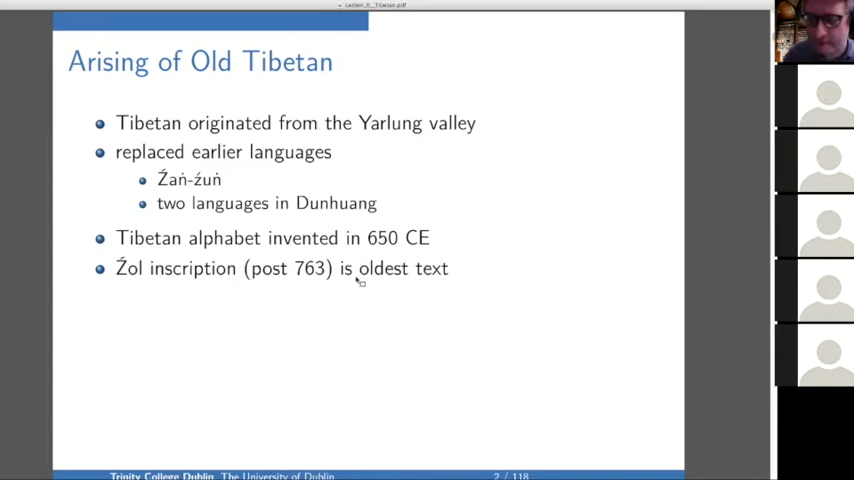 Leiden_6__Tibetan.pdf
Arising of Old Tibetan
Tibetan originated from the Yarlung valley
replaced earlier languages
Źaṅ-źuṅ
two languages in Dunhuang
Tibetan alphabet invented in 650 CE
Źol inscription (post 763) is oldest text
Trinity College Dublin, The University of Dublin 2 / 118